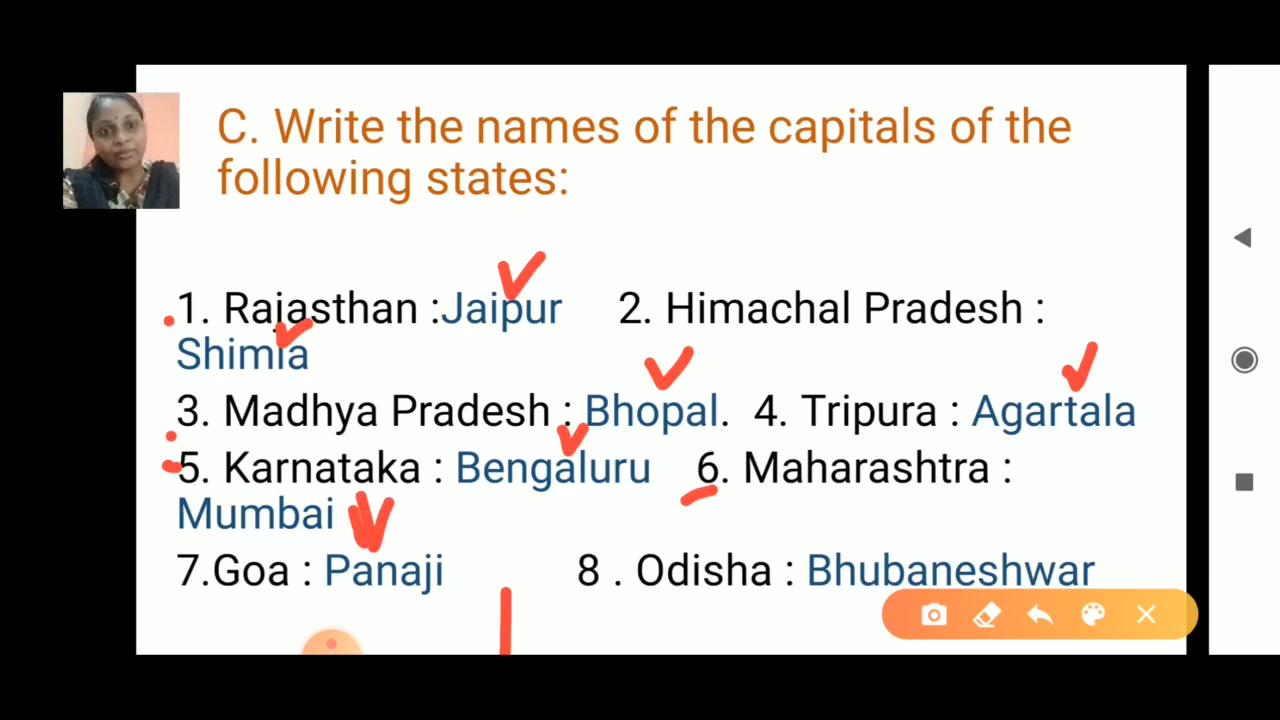 C. Write the names of the capitals of the
following states:
1. Rajasthan :Jaipur 2. Himachal Pradesh :
Shimla
3. Madhya Pradesh : Bhopal. 4. Tripura : Agartala
5. Karnataka : Bengaluru 6. Maharashtra :
Mumbai
7.Goa : Panaji 8 . Odisha : Bhubaneshwar